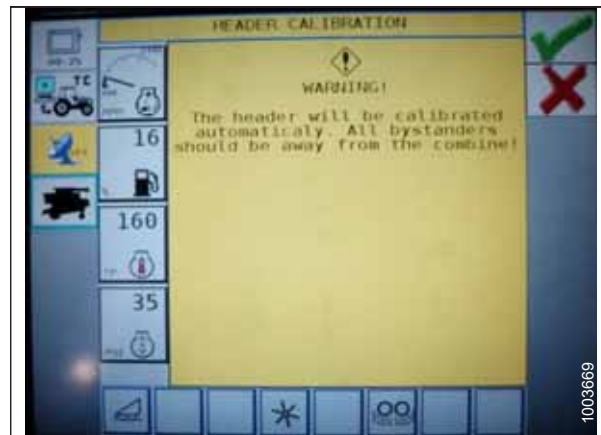 HEADER CALIBRATION
WARNING!
The header will be calibrated
automaticaly. All bystanders
should be away from the combine!
TC
16
160
35
1003669